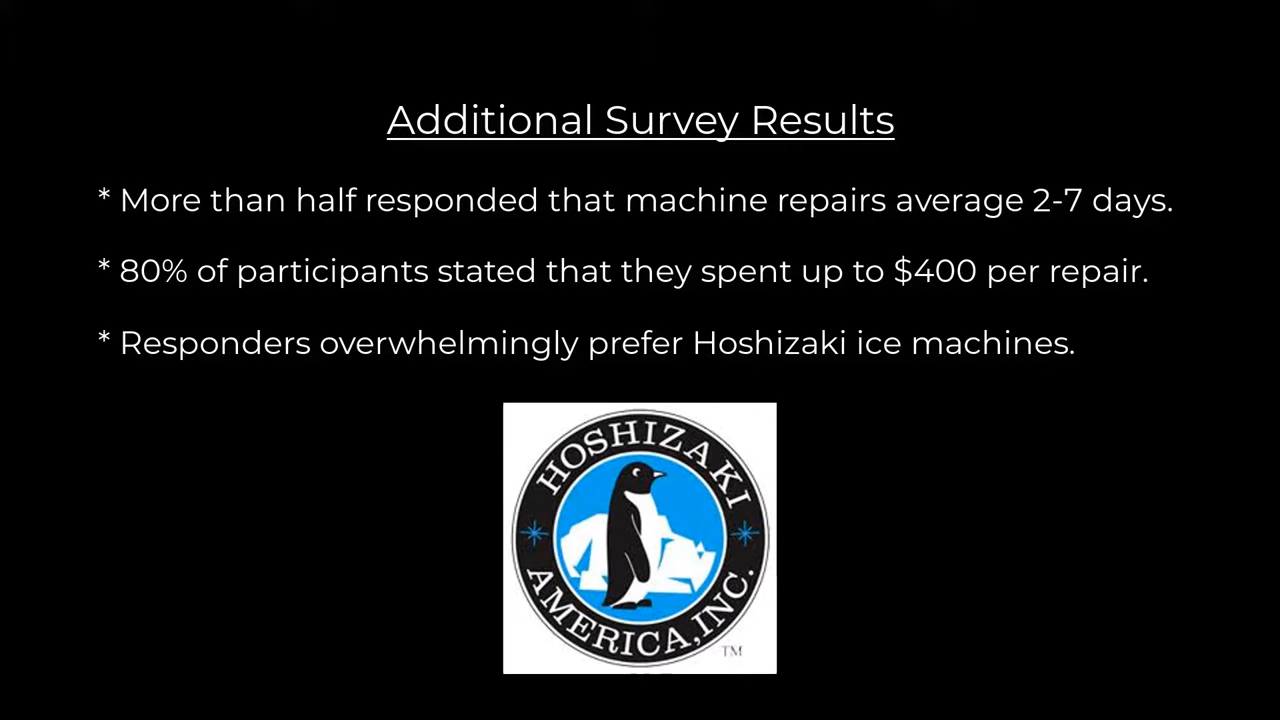 Additional Survey Results
* More than half responded that machine repairs average 2-7 days.
* 80% of participants stated that they spent up to $400 per repair.
* Responders overwhelmingly prefer Hoshizaki ice machines.
HOSHIZAKI
AMERICA, INC.
TM